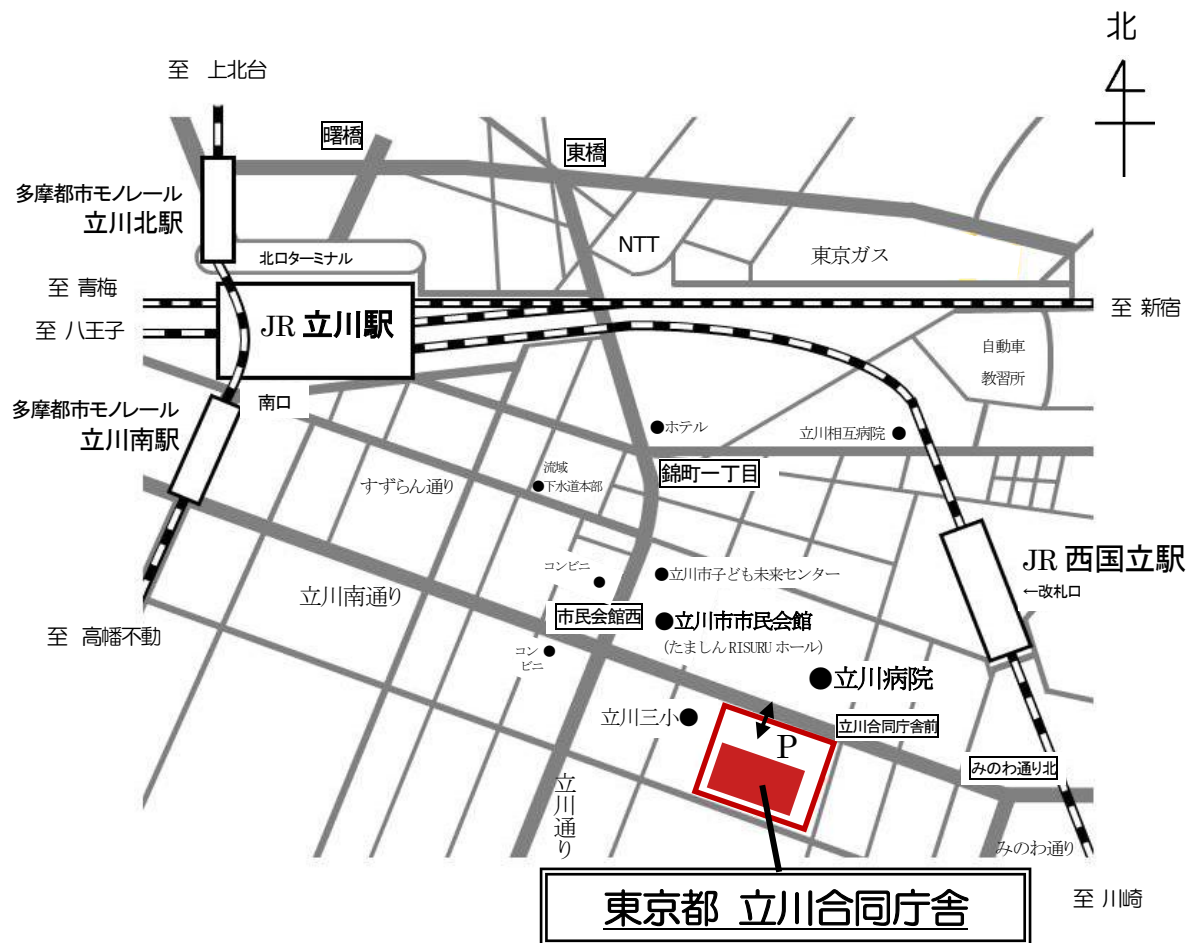 北
至 上北台
曙橋
東橋
多摩都市モノレール
立川北駅
NTT
北口ターミナル
東京ガス
至 青梅
至 新宿
至 八王子
JR 立川駅
自動車
教習所
南口
多摩都市モノレール
立川南駅
●ホテル
立川相互病院●
錦町一丁目
流域
●下水道本部
すずらん通り
JR 西国立駅
←改札口
コンビニ
●立川市子ども未来センター
立川南通り
市民会館西
●立川市市民会館
(たましん RISURU ホール)
至 高幡不動
コン
ビニ
●立川病院
立川三小●
立川合同庁舎前
P
みのわ通り北
立川通り
みのわ通り
東京都 立川合同庁舎
至 川崎